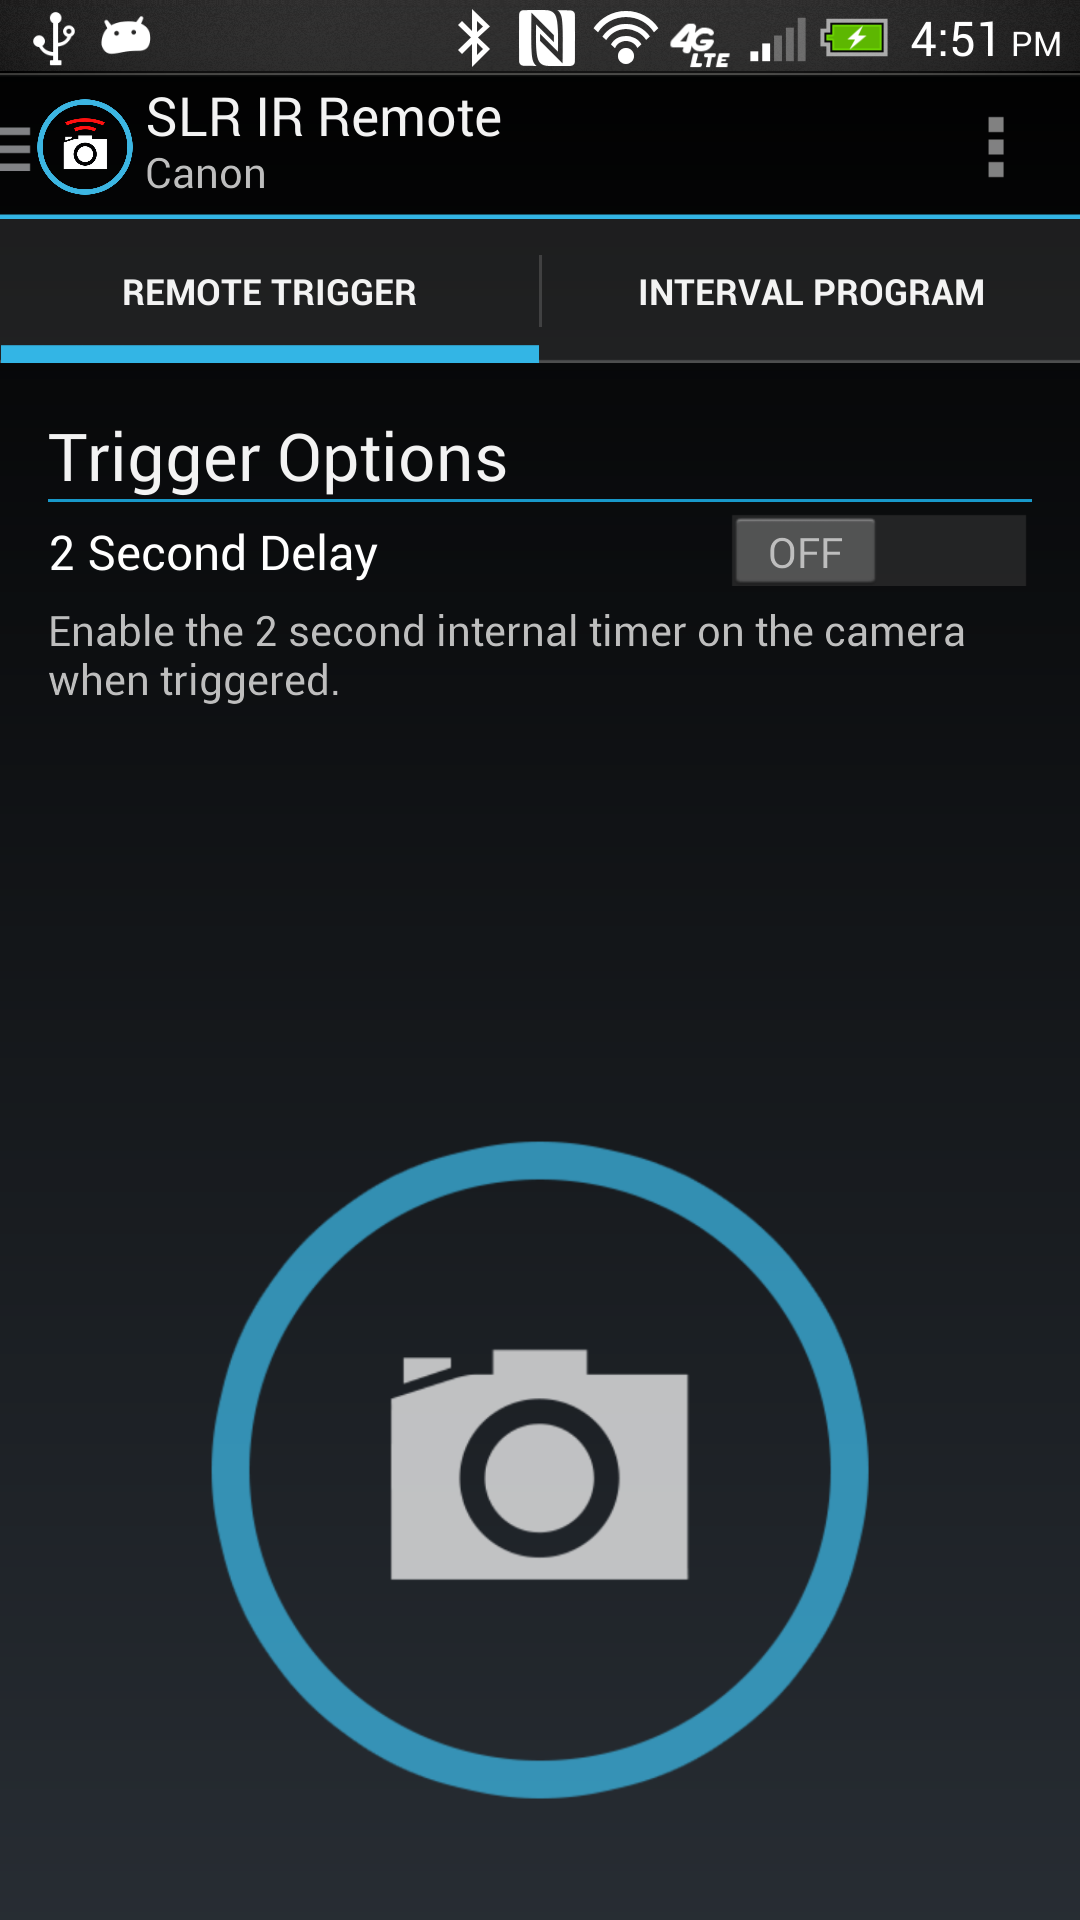 4G LTE 4:51 PM
SLR IR Remote
Canon
REMOTE TRIGGER INTERVAL PROGRAM
Trigger Options
2 Second Delay OFF
Enable the 2 second internal timer on the camera
when triggered.